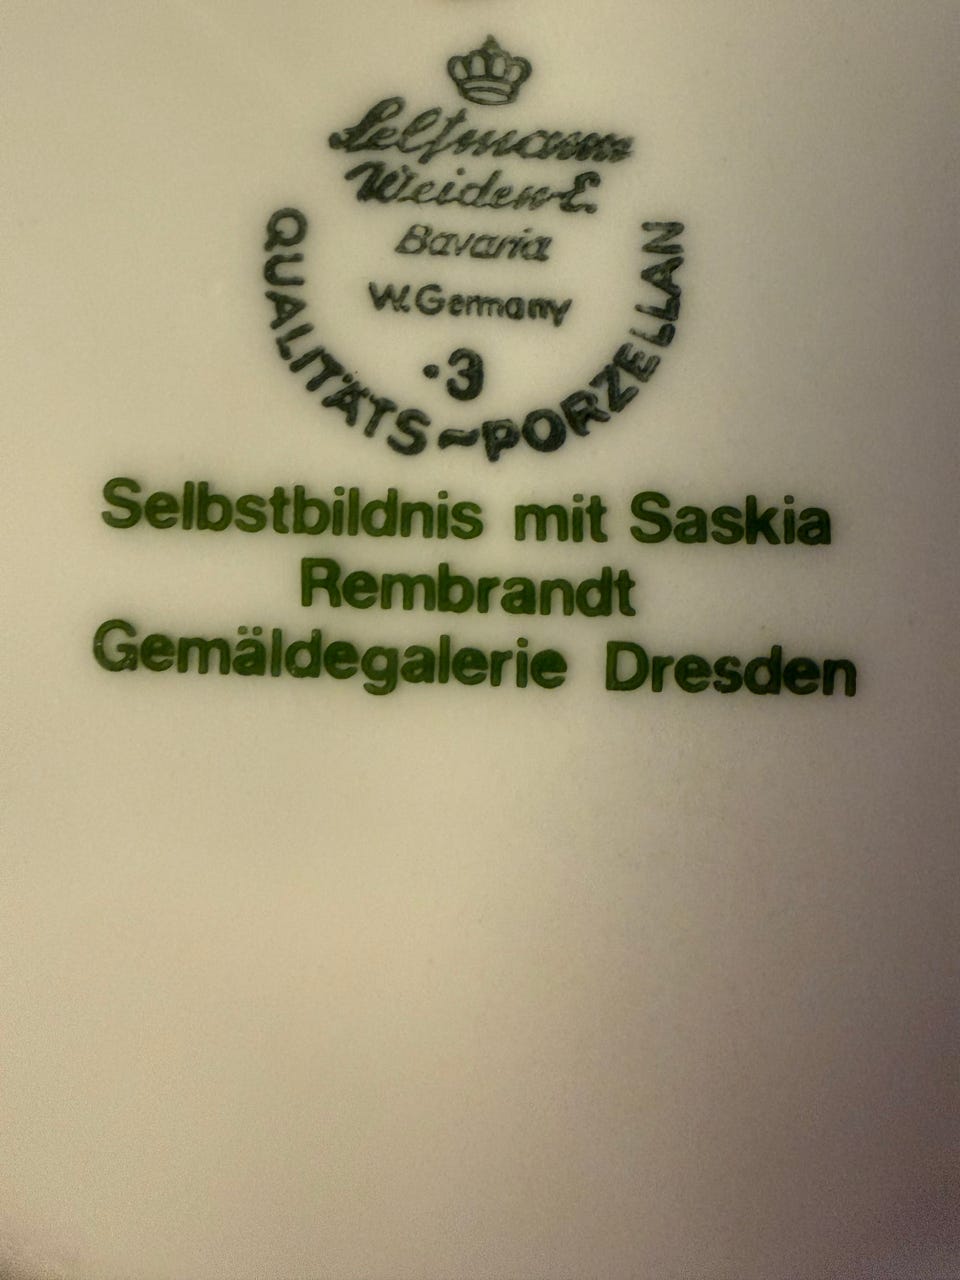 Seltmann
Weiden-E.
Bavaria
W.Germany
.3
QUALITÄTS~PORZELLAN
Selbstbildnis mit Saskia
Rembrandt
Gemäldegalerie Dresden